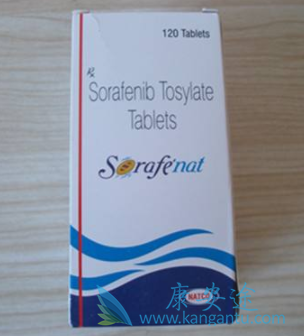 120 Tablets
Rx
Sorafenib Tosylate
Tablets
Sorafenat
NATCO
康安途
www.kangantu.com